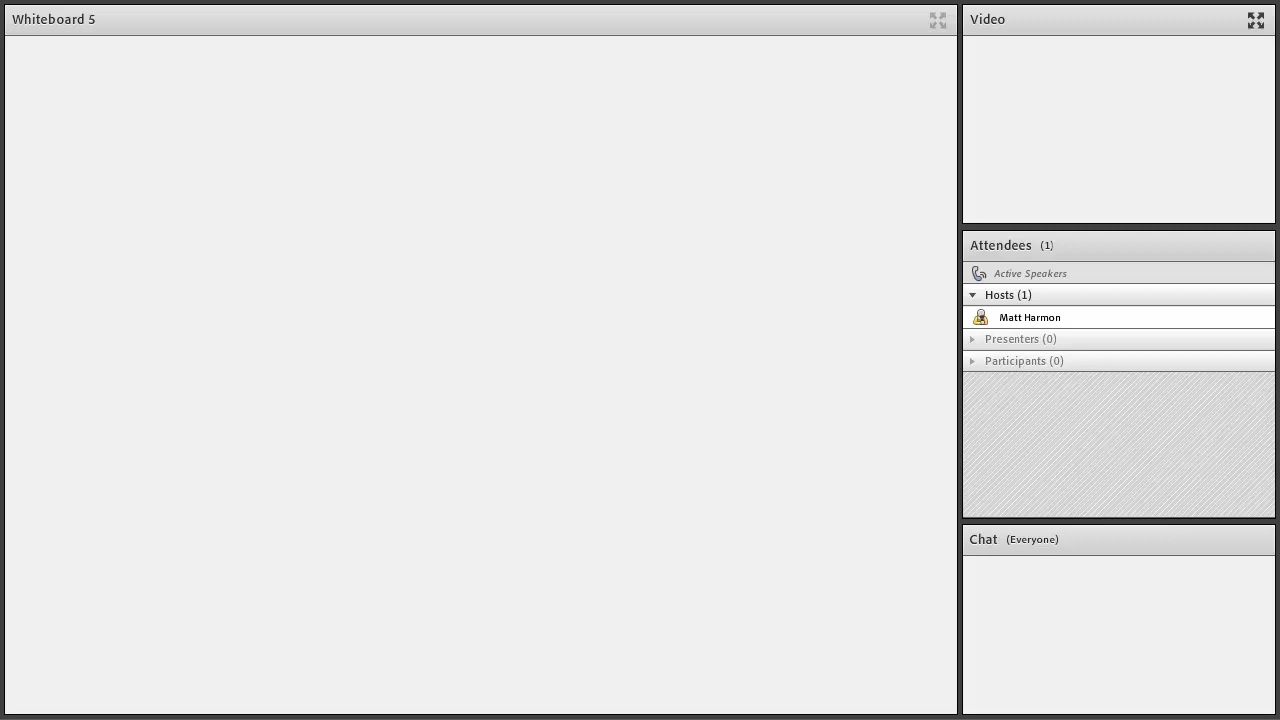 Whiteboard 5
Video
Attendees (1)
Active Speakers
Hosts (1)
Matt Harmon
Presenters (0)
Participants (0)
Chat (Everyone)